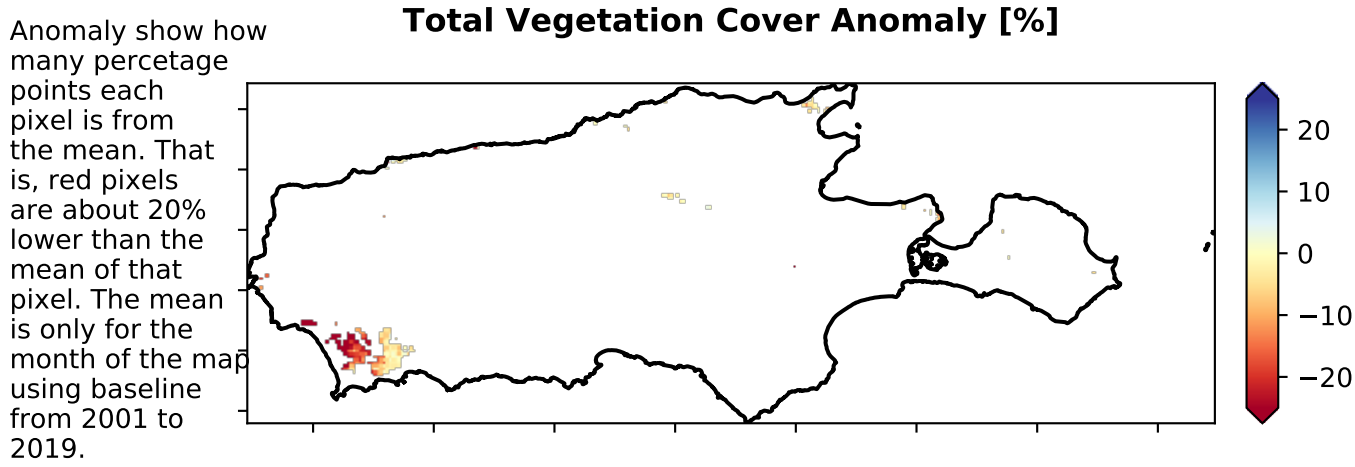 Total Vegetation Cover Anomaly [%]
Anomaly show how
many percetage
points each
pixel is from
the mean. That
is, red pixels
are about 20%
lower than the
mean of that
pixel. The mean
is only for the
month of the map
using baseline
from 2001 to
2019.
20
10
0
−10
−20